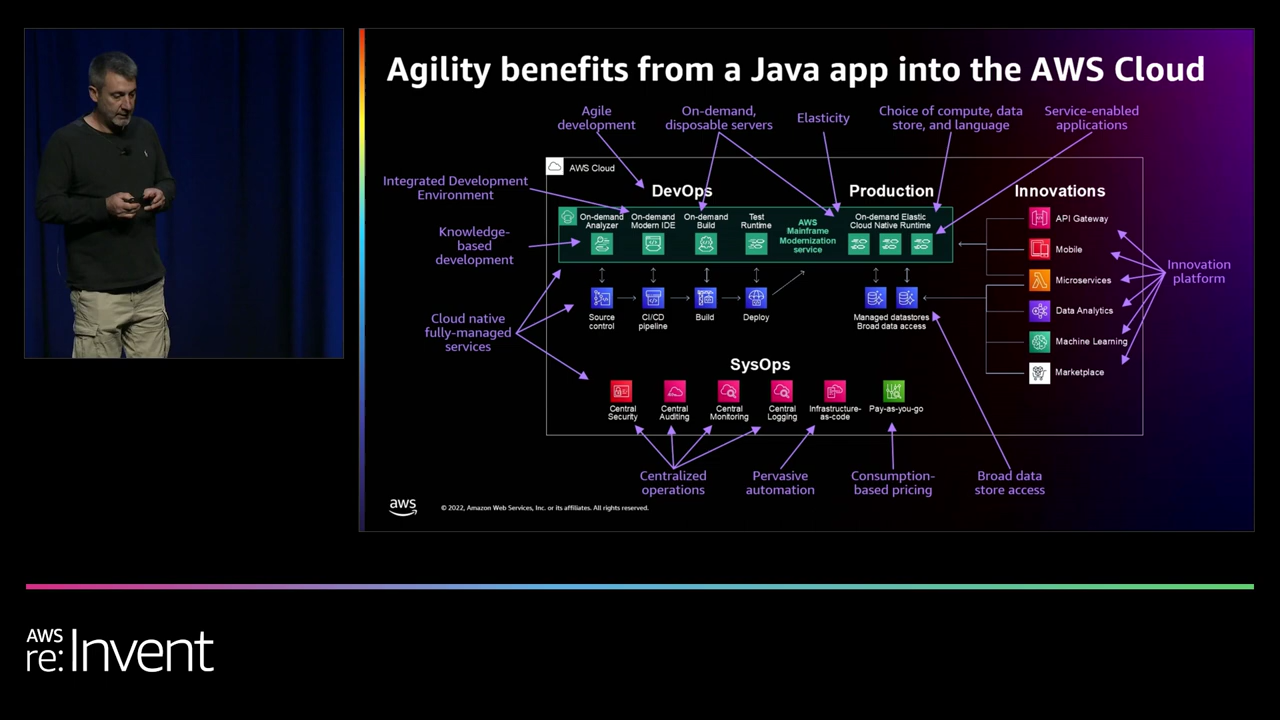 Agility benefits from a Java app into the AWS Cloud
Agile
development
On-demand,
disposable servers
Elasticity
Choice of compute, data
store, and language
Service-enabled
applications
AWS Cloud
Integrated Development
Environment
DevOps
Production
Innovations
On-demand
Analyzer
On-demand
Modern IDE
On-demand
Build
Test
Runtime
AWS
Mainframe
Modernization
service
On-demand Elastic
Cloud Native Runtime
API Gateway
Knowledge-
based
development
Mobile
Microservices
Innovation
platform
Cloud native
fully-managed
services
Source
control
CI/CD
pipeline
Build
Deploy
Managed datastores
Broad data access
Data Analytics
Machine Learning
Marketplace
SysOps
Central
Security
Central
Auditing
Central
Monitoring
Central
Logging
Infrastructure-
as-code
Pay-as-you-go
Centralized
operations
Pervasive
automation
Consumption-
based pricing
Broad data
store access
aws
© 2022, Amazon Web Services, Inc. or its affiliates. All rights reserved.
AWS
re:Invent